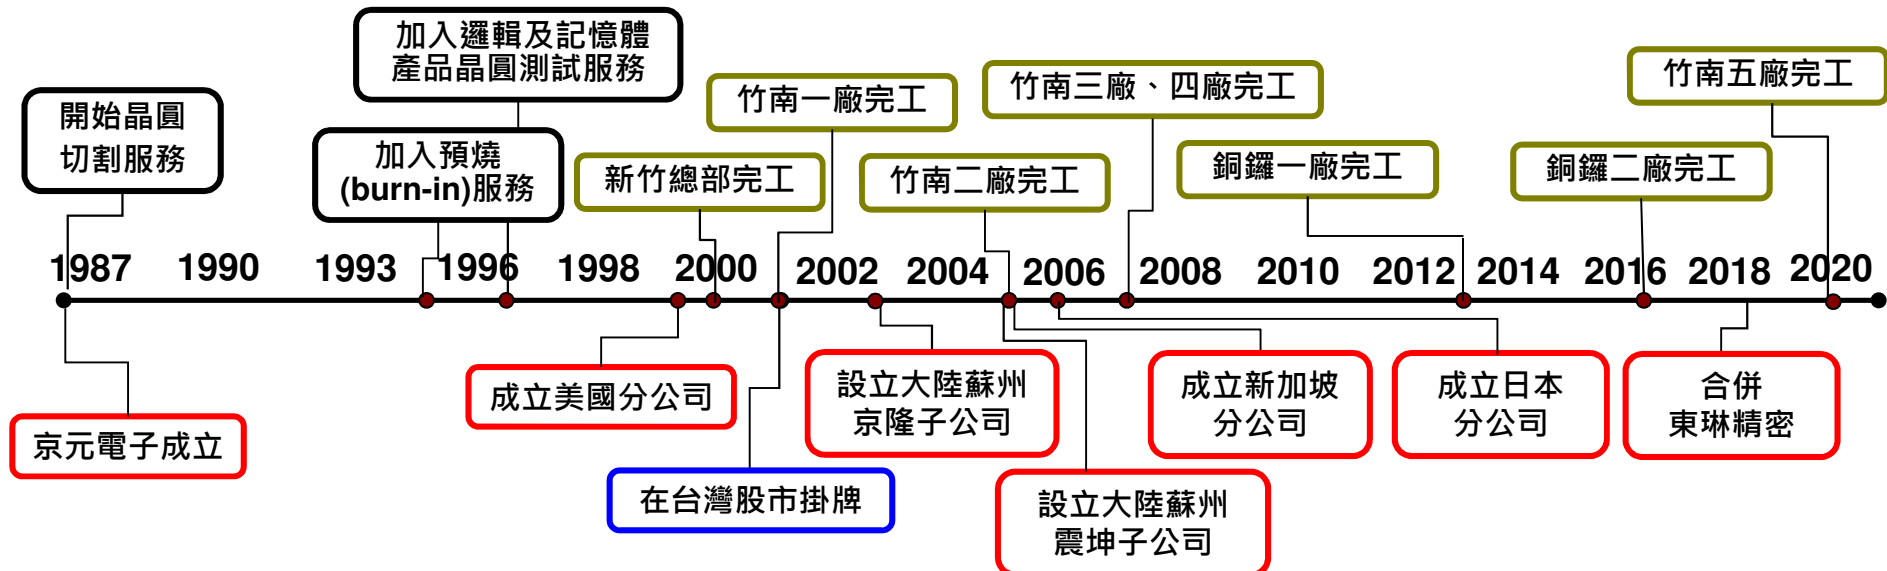 加入邏輯及記憶體
產品晶圓測試服務
開始晶圓
切割服務
加入預燒
(burn-in)服務
新竹總部完工
竹南一廠完工
竹南二廠完工
竹南三廠、四廠完工
銅鑼一廠完工
銅鑼二廠完工
竹南五廠完工
1987 1990 1993 1996 1998 2000 2002 2004 2006 2008 2010 2012 2014 2016 2018 2020
京元電子成立
成立美國分公司
在台灣股市掛牌
設立大陸蘇州
京隆子公司
設立大陸蘇州
震坤子公司
成立新加坡
分公司
成立日本
分公司
合併
東琳精密